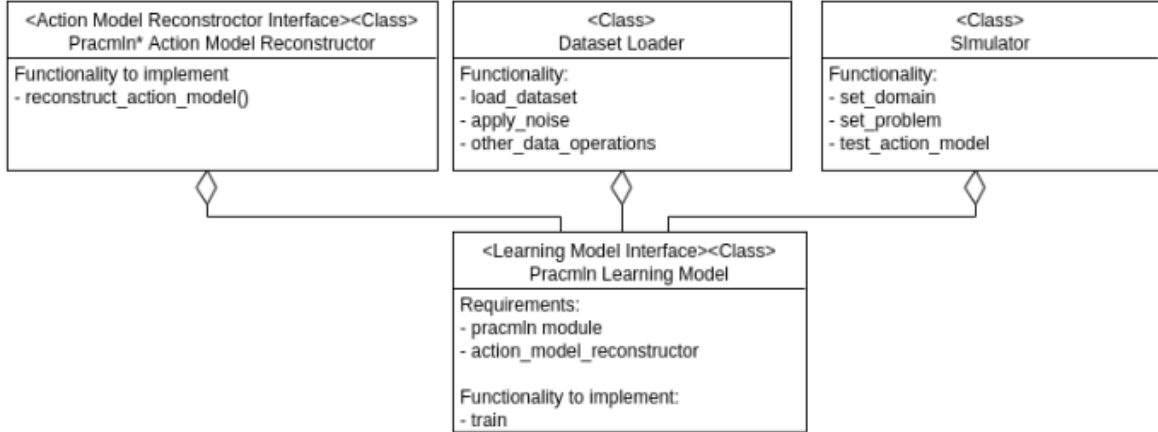 <Action Model Reconstroctor Interface><Class>
Pracmln* Action Model Reconstructor
Functionality to implement
- reconstruct_action_model()
<Class>
Dataset Loader
Functionality:
- load_dataset
- apply_noise
- other_data_operations
<Class>
SImulator
Functionality:
- set_domain
- set_problem
- test_action_model
<Learning Model Interface><Class>
Pracmln Learning Model
Requirements:
- pracmln module
- action_model_reconstructor
Functionality to implement:
- train